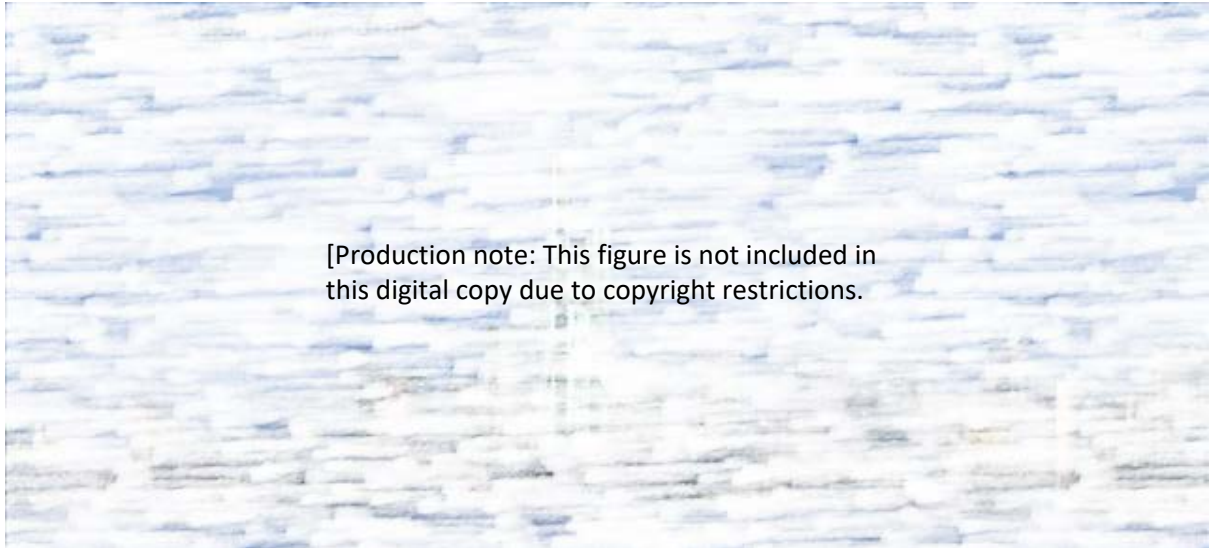 [Production note: This figure is not included in
this digital copy due to copyright restrictions.